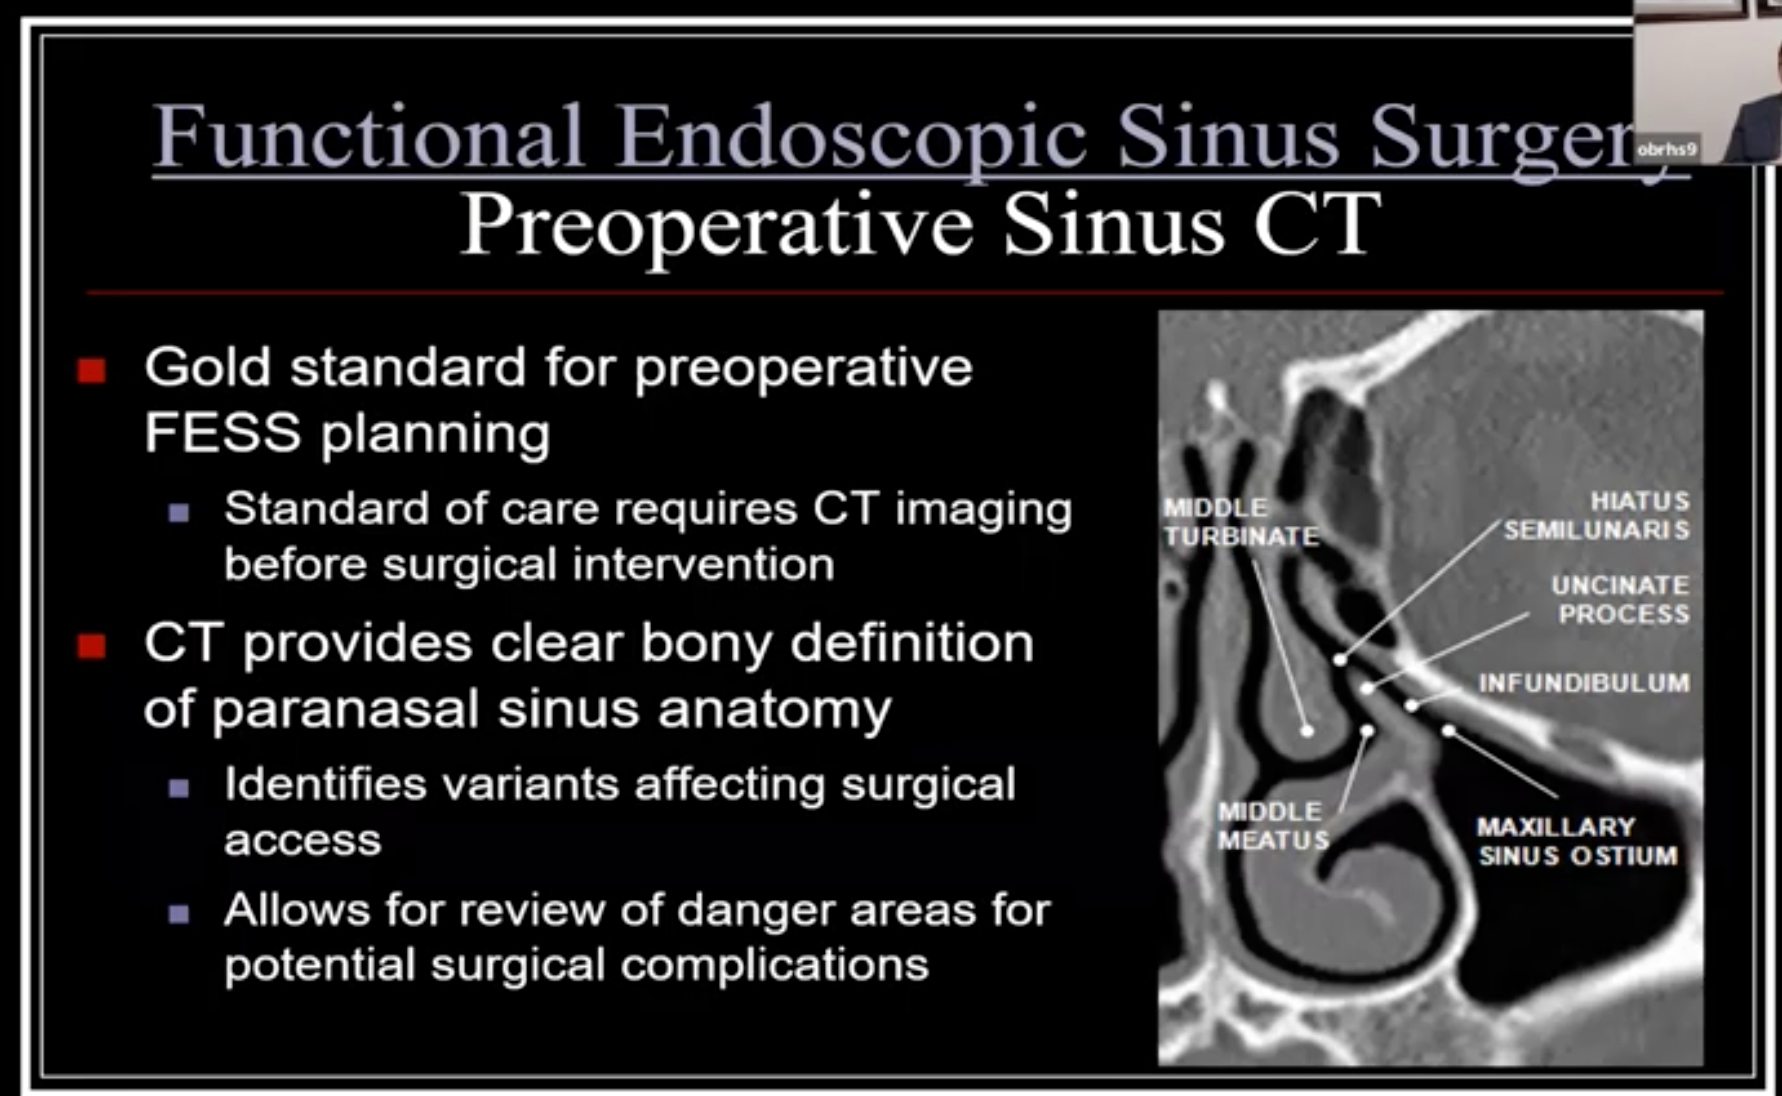 Functional Endoscopic Sinus Surgery
obrhs9
Preoperative Sinus CT
Gold standard for preoperative
FESS planning
Standard of care requires CT imaging
before surgical intervention
CT provides clear bony definition
of paranasal sinus anatomy
Identifies variants affecting surgical
access
Allows for review of danger areas for
potential surgical complications
MIDDLE
TURBINATE
HIATUS
SEMILUNARIS
UNCINATE
PROCESS
INFUNDIBULUM
MIDDLE
MEATUS
MAXILLARY
SINUS OSTIUM